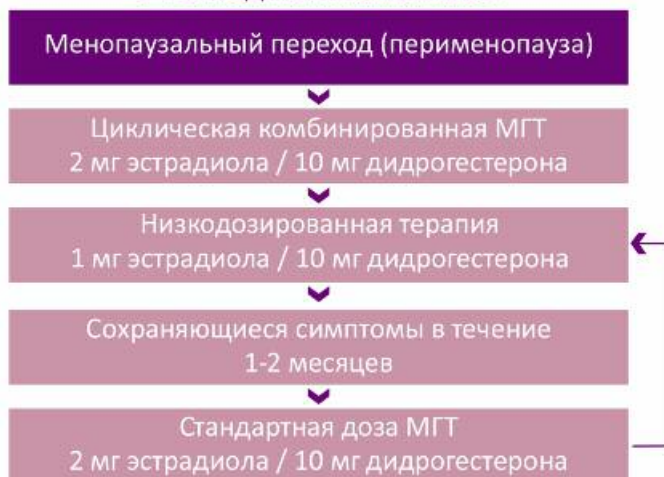 Менопаузальный переход (перименопауза)
Циклическая комбинированная МГТ
2 мг эстрадиола / 10 мг дидрогестерона
Низкодозированная терапия
1 мг эстрадиола / 10 мг дидрогестерона
Сохраняющиеся симптомы в течение
1-2 месяцев
Стандартная доза МГТ
2 мг эстрадиола / 10 мг дидрогестерона